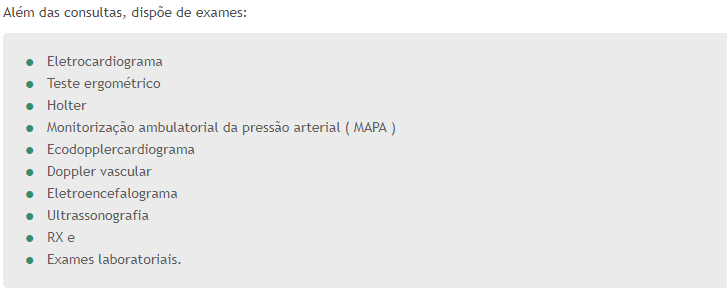 Além das consultas, dispõe de exames:
Eletrocardiograma
Teste ergométrico
Holter
Monitorização ambulatorial da pressão arterial ( MAPA )
Ecodopplercardiograma
Doppler vascular
Eletroencefalograma
Ultrassonografia
RX e
Exames laboratoriais.